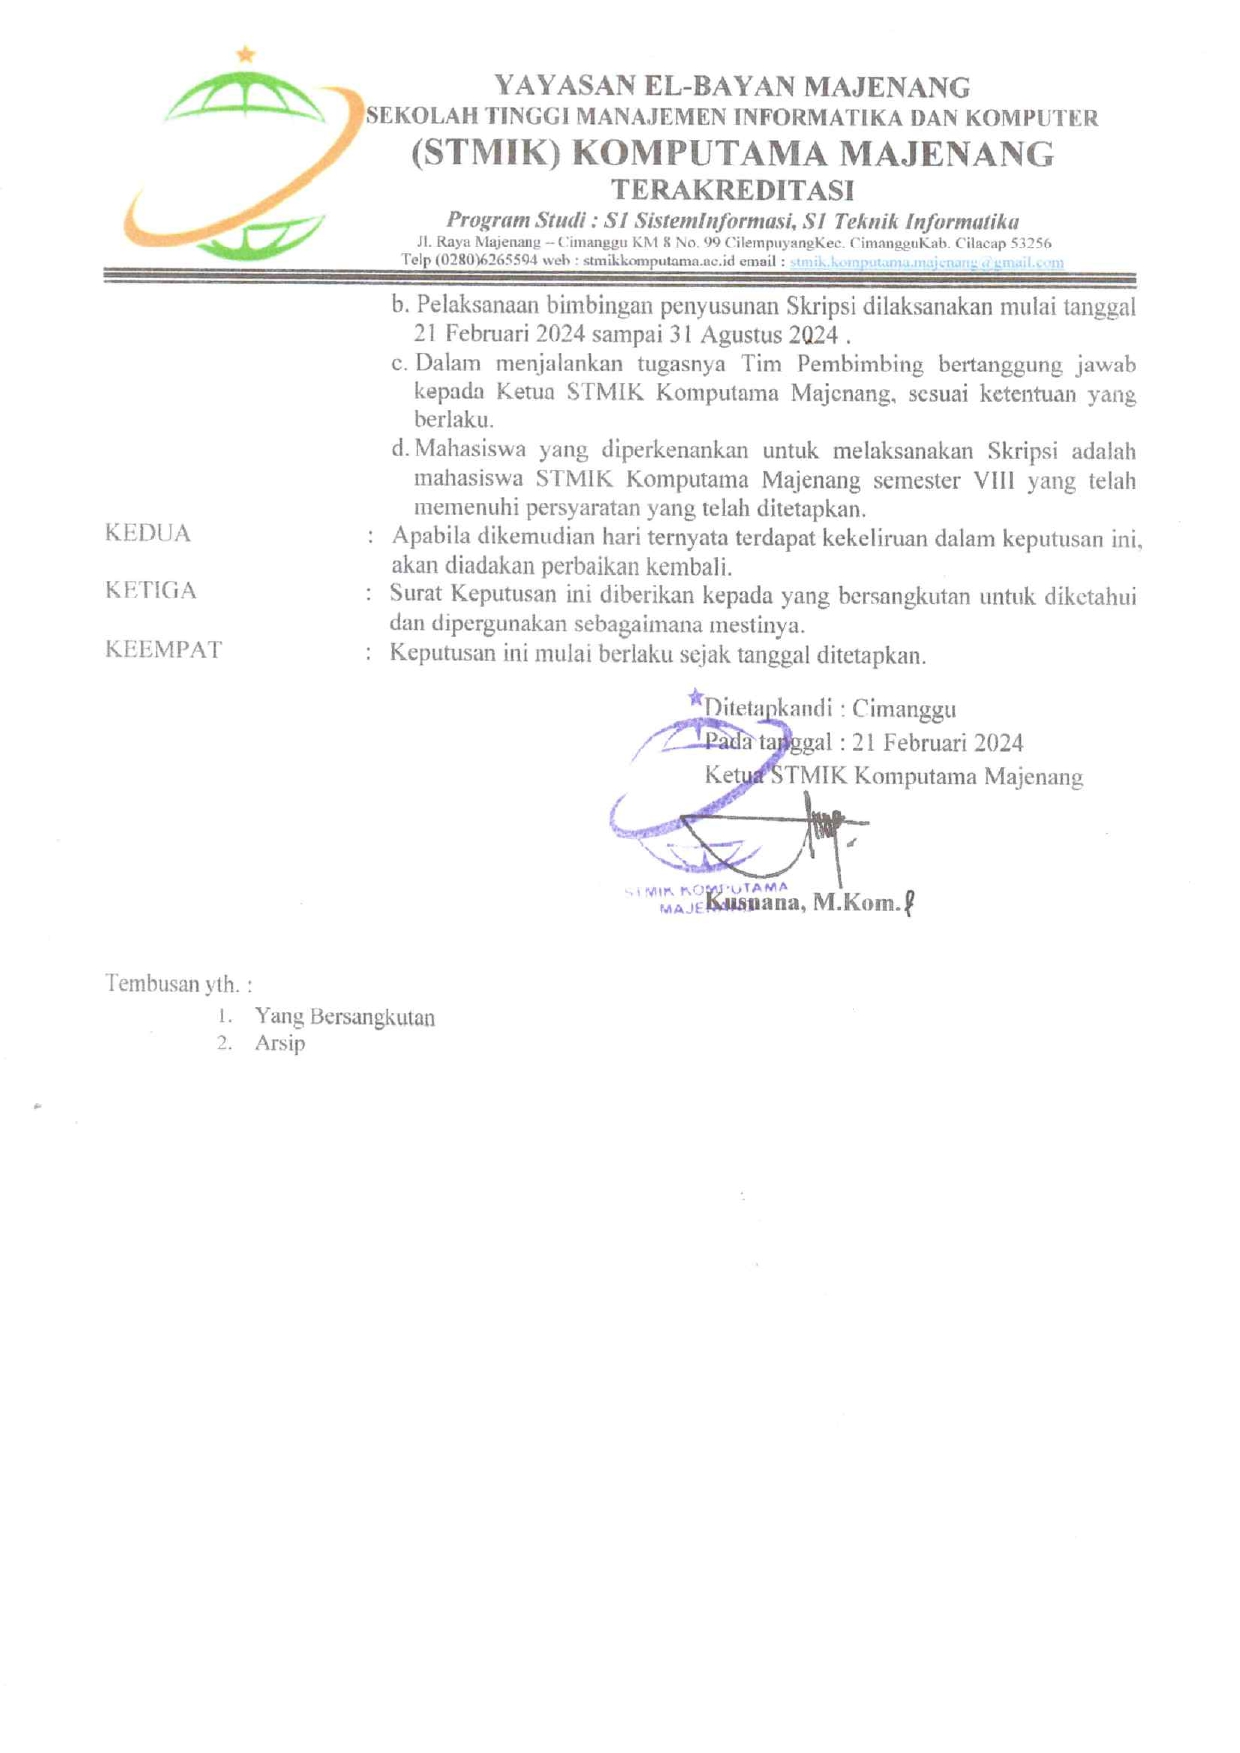 YAYASAN EL-BAYAN MAJENANG
SEKOLAH TINGGI MANAJEMEN INFORMATIKA DAN KOMPUTER
(STMIK) KOMPUTAMA MAJENANG
TERAKREDITASI
Program Studi : S1 SistemInformasi, S1 Teknik Informatika
Jl. Raya Majenang – Cimanggu KM 8 No. 99 CilempuyangKec. CimangguKab. Cilacap 53256
Telp (0280)6265594 web : stmikkomputama.ac.id email : stmik.komputama.majenang@gmail.com
b. Pelaksanaan bimbingan penyusunan Skripsi dilaksanakan mulai tanggal
21 Februari 2024 sampai 31 Agustus 2024 .
c. Dalam menjalankan tugasnya Tim Pembimbing bertanggung jawab
kepada Ketua STMIK Komputama Majenang, sesuai ketentuan yang
berlaku.
d. Mahasiswa yang diperkenankan untuk melaksanakan Skripsi adalah
mahasiswa STMIK Komputama Majenang semester VIII yang telah
memenuhi persyaratan yang telah ditetapkan.
KEDUA : Apabila dikemudian hari ternyata terdapat kekeliruan dalam keputusan ini,
akan diadakan perbaikan kembali.
KETIGA : Surat Keputusan ini diberikan kepada yang bersangkutan untuk diketahui
dan dipergunakan sebagaimana mestinya.
KEEMPAT : Keputusan ini mulai berlaku sejak tanggal ditetapkan.
Ditetapkandi : Cimanggu
Pada tanggal : 21 Februari 2024
Ketua STMIK Komputama Majenang
STMIK KOMPUTAMA
Kusnana, M.Kom.
Tembusan yth. :
1. Yang Bersangkutan
2. Arsip